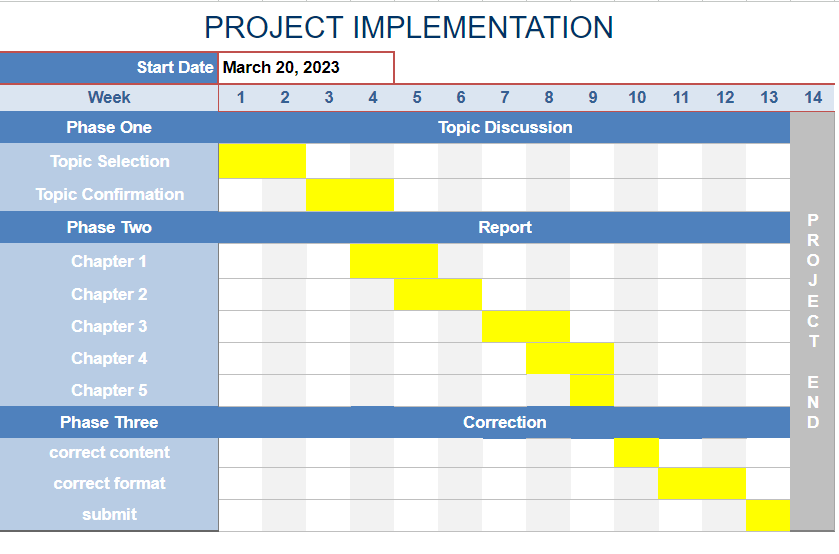 PROJECT IMPLEMENTATION
Start Date March 20, 2023
Week 1 2 3 4 5 6 7 8 9 10 11 12 13 14
Phase One Topic Discussion
Topic Selection
Topic Confirmation
Phase Two Report
Chapter 1
Chapter 2
Chapter 3
Chapter 4
Chapter 5
Phase Three Correction
correct content
correct format
submit
PROJECT END